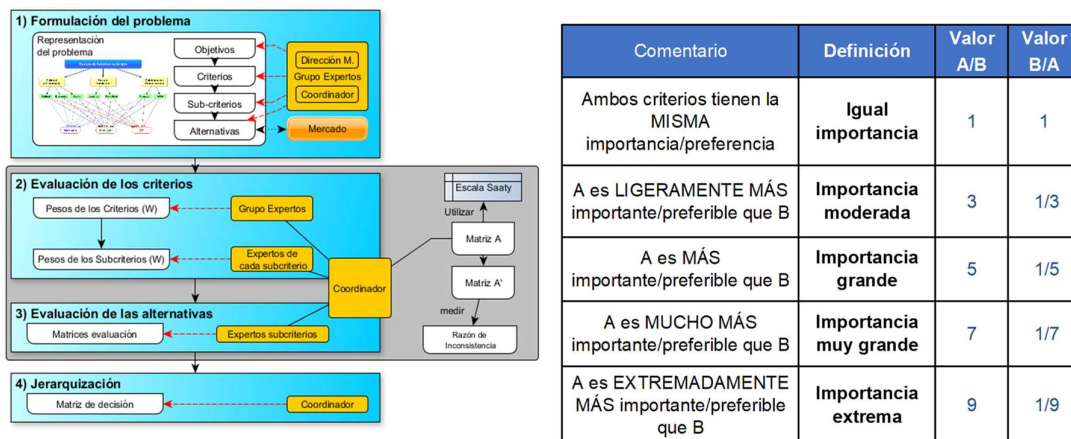 1) Formulación del problema
Representación
del problema
Objetivos
Criterios
Sub-criterios
Alternativas
Dirección M.
Grupo Expertos
Coordinador
Mercado
2) Evaluación de los criterios
Pesos de los Criterios (W)
Grupo Expertos
Pesos de los Subcriterios (W)
Expertos de
cada subcriterio
Coordinador
Escala Saaty
Utilizar
Matriz A
Matriz A'
medir
Razón de
Inconsistencia
3) Evaluación de las alternativas
Matrices evaluación
Expertos subcriterios
4) Jerarquización
Matriz de decisión
Coordinador
Comentario
Definición
Valor
A/B
Valor
B/A
Ambos criterios tienen la
MISMA
importancia/preferencia
Igual
importancia
1
1
A es LIGERAMENTE MÁS
importante/preferible que B
Importancia
moderada
3
1/3
A es MÁS
importante/preferible que B
Importancia
grande
5
1/5
A es MUCHO MÁS
importante/preferible que B
Importancia
muy grande
7
1/7
A es EXTREMADAMENTE
MÁS importante/preferible
que B
Importancia
extrema
9
1/9